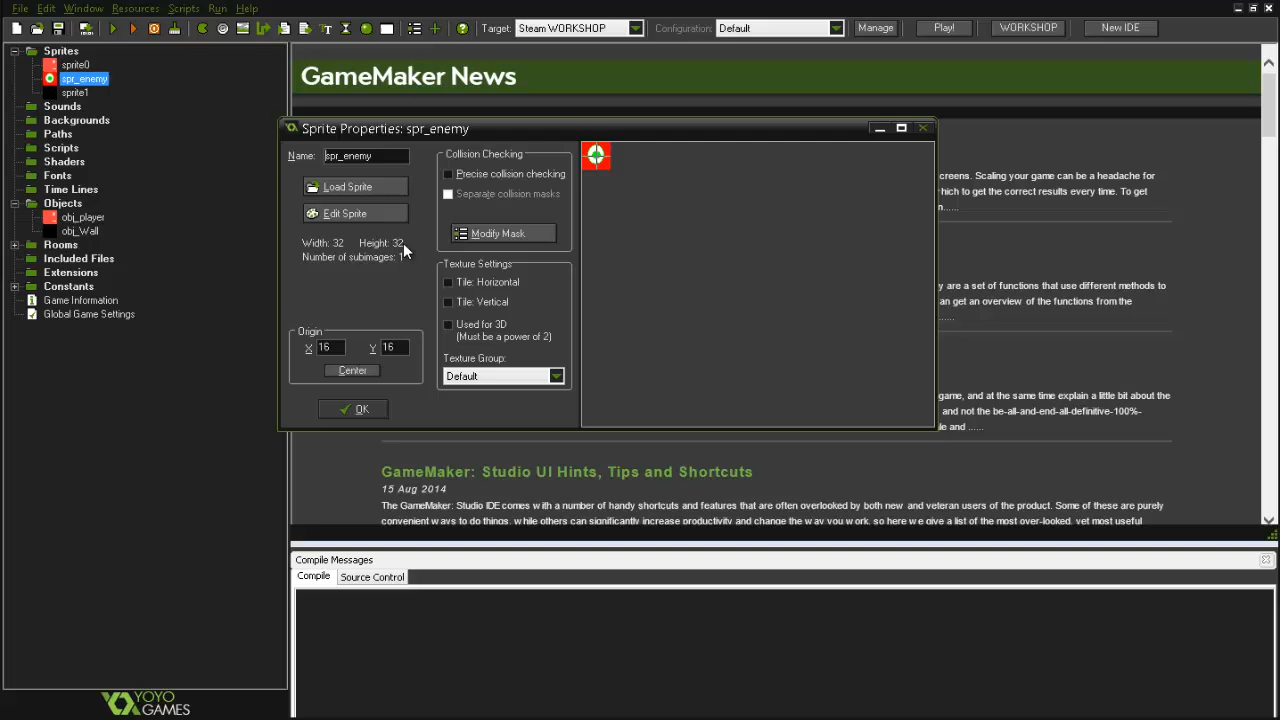 File Edit Window Resources Scripts Run Help
Target: Steam WORKSHOP Configuration: Default Manage Play! WORKSHOP New IDE
Sprites
sprite0
spr_enemy
sprite1
Sounds
Backgrounds
Paths
Scripts
Shaders
Fonts
Time Lines
Objects
obj_player
obj_Wall
Rooms
Included Files
Extensions
Constants
Game Information
Global Game Settings
YOYO
GAMES
GameMaker News
Sprite Properties: spr_enemy
Name: spr_enemy
Load Sprite
Edit Sprite
Width: 32 Height: 32
Number of subimages: 1
Origin
X 16 Y 16
Center
OK
Collision Checking
Precise collision checking
Separate collision masks
Modify Mask
Texture Settings
Tile: Horizontal
Tile: Vertical
Used for 3D
(Must be a power of 2)
Texture Group:
Default
creens. Scaling your game can be a headache for
hich to get the correct results every time. To get
on......
y are a set of functions that use different methods to
an get an overview of the functions from the
game, and at the same time explain a little bit about the
and not the be-all-and-end-all-definitive-100%-
le and ......
GameMaker: Studio UI Hints, Tips and Shortcuts
15 Aug 2014
The GameMaker: Studio IDE comes with a number of handy shortcuts and features that are often overlooked by both new and veteran users of the product. Some of these are purely
convenient ways to do things, while others can significantly increase productivity and change the way you work, so here we give a list of the most over-looked, yet most useful
Compile Messages
Compile Source Control